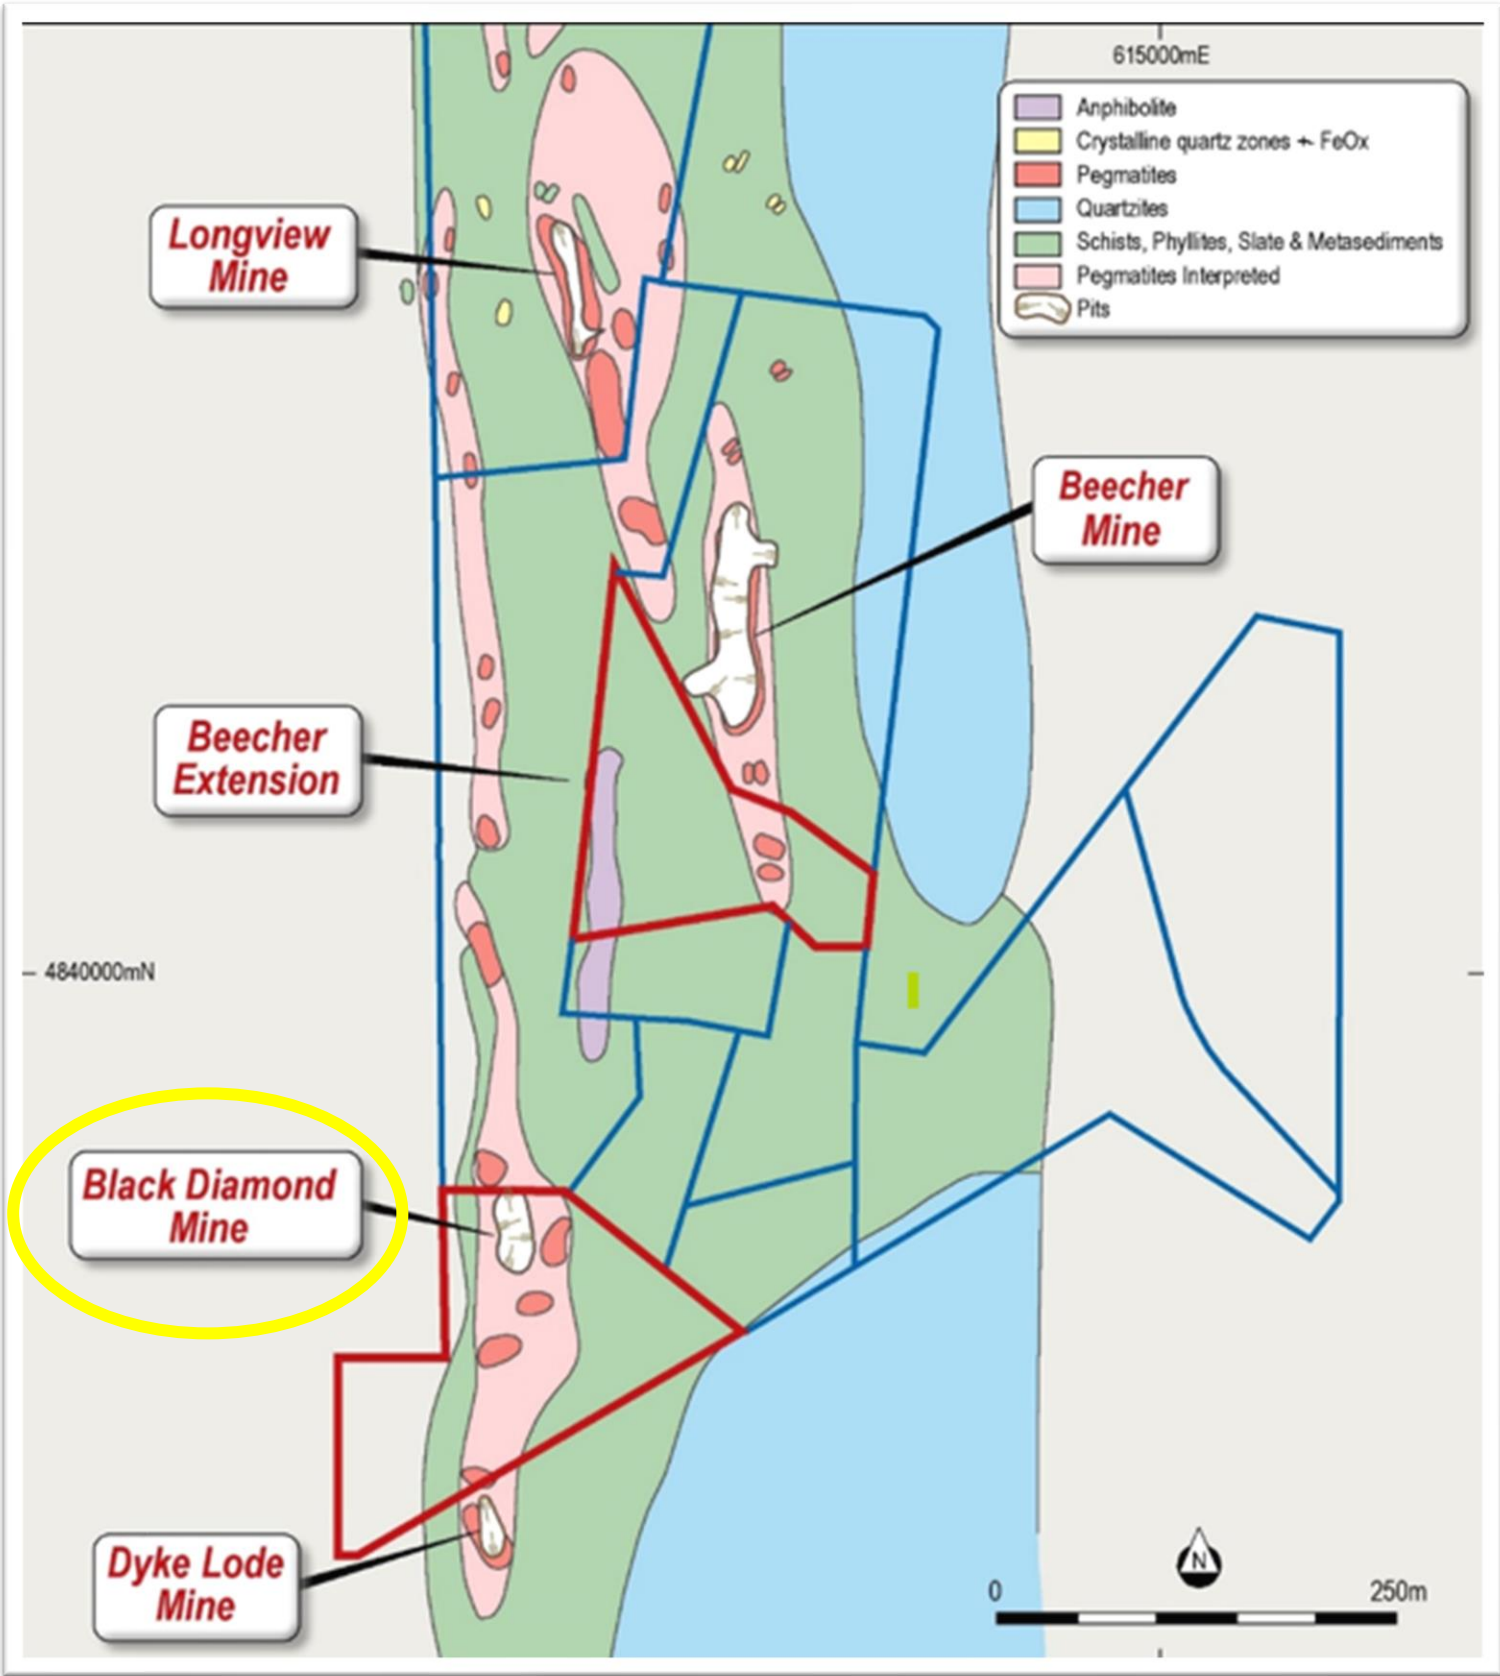 615000mE
Anphibolite
Crystalline quartz zones +- FeOx
Pegmatites
Quartzites
Schists, Phyllites, Slate & Metasediments
Pegmatites Interpreted
Pits
Longview
Mine
Beecher
Mine
Beecher
Extension
4840000mN
Black Diamond
Mine
Dyke Lode
Mine
N
0 250m